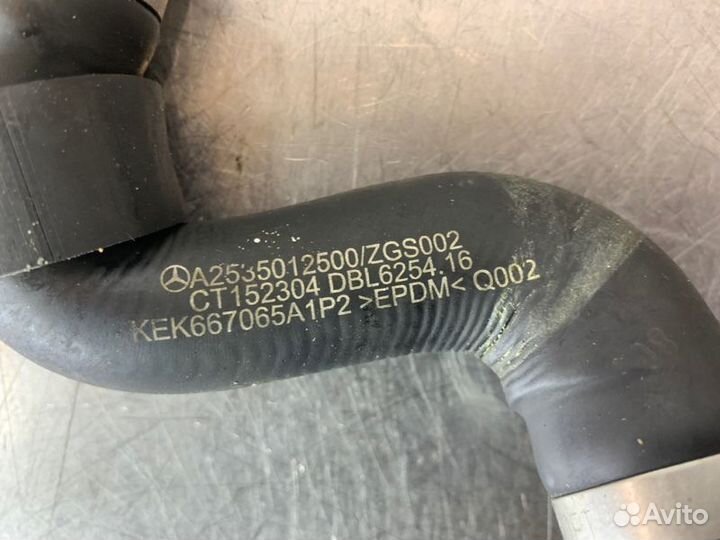 A2535012500/ZGS002
CT152304 DBL6254.16
KEK667065A1P2 >EPDM< Q002
Avito